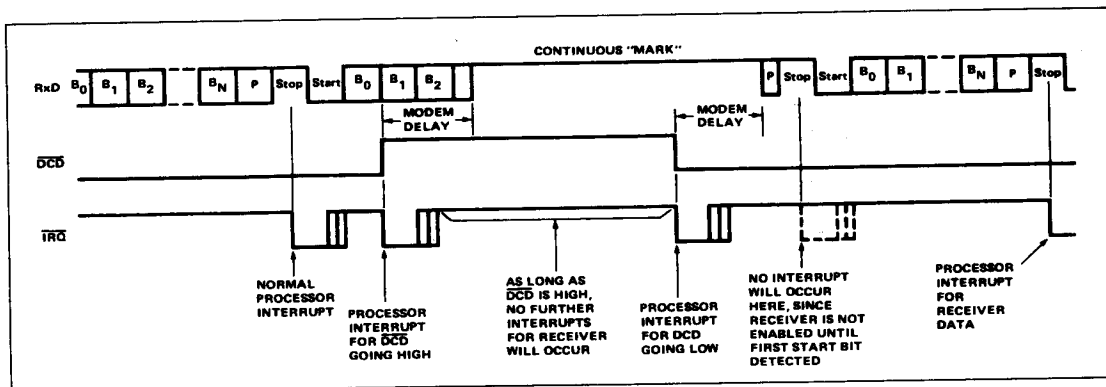 CONTINUOUS "MARK"
RxD B0 B1 B2 BN P Stop Start B0 B1 B2 P Stop Start B0 B1 BN P Stop
MODEM
DELAY
MODEM
DELAY
DCD
IRQ
NORMAL
PROCESSOR
INTERRUPT
PROCESSOR
INTERRUPT
FOR DCD
GOING HIGH
AS LONG AS
DCD IS HIGH,
NO FURTHER
INTERRUPTS
FOR RECEIVER
WILL OCCUR
PROCESSOR
INTERRUPT
FOR DCD
GOING LOW
NO INTERRUPT
WILL OCCUR
HERE, SINCE
RECEIVER IS NOT
ENABLED UNTIL
FIRST START BIT
DETECTED
PROCESSOR
INTERRUPT
FOR
RECEIVER
DATA